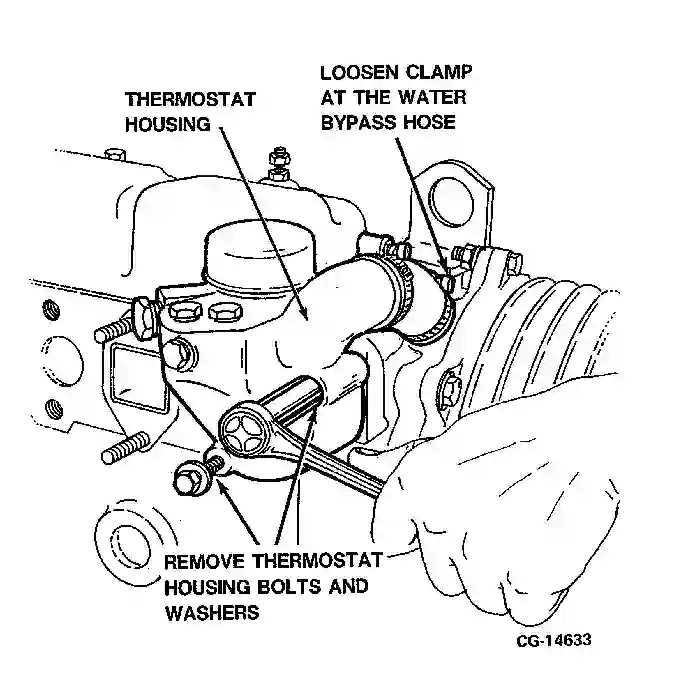 THERMOSTAT
HOUSING
LOOSEN CLAMP
AT THE WATER
BYPASS HOSE
REMOVE THERMOSTAT
HOUSING BOLTS AND
WASHERS
CG-14633